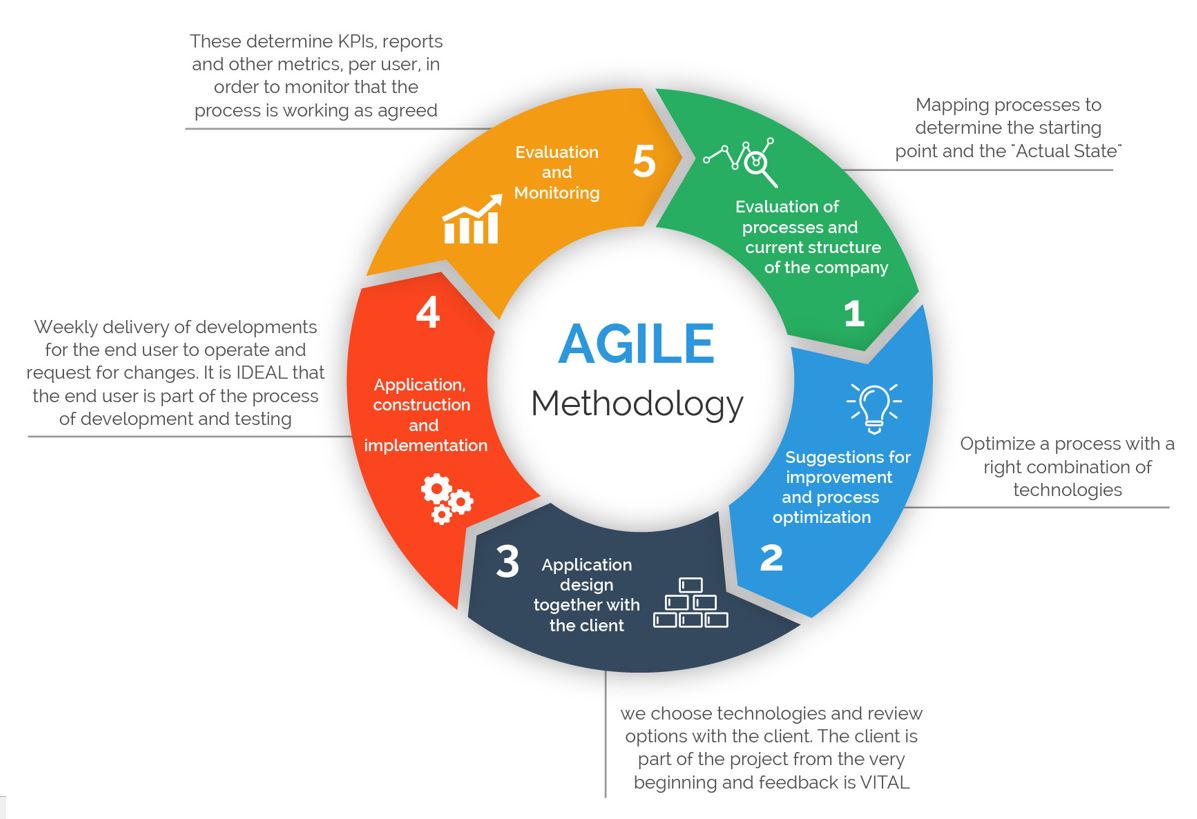 AGILE
Methodology
Evaluation of
processes and
current structure
of the company
1
Mapping processes to
determine the starting
point and the "Actual State"
Suggestions for
improvement
and process
optimization
2
Optimize a process with a
right combination of
technologies
3
Application
design
together with
the client
we choose technologies and review
options with the client. The client is
part of the project from the very
beginning and feedback is VITAL
4
Application,
construction
and
implementation
Weekly delivery of developments
for the end user to operate and
request for changes. It is IDEAL that
the end user is part of the process
of development and testing
5
Evaluation
and
Monitoring
These determine KPIs, reports
and other metrics, per user, in
order to monitor that the
process is working as agreed